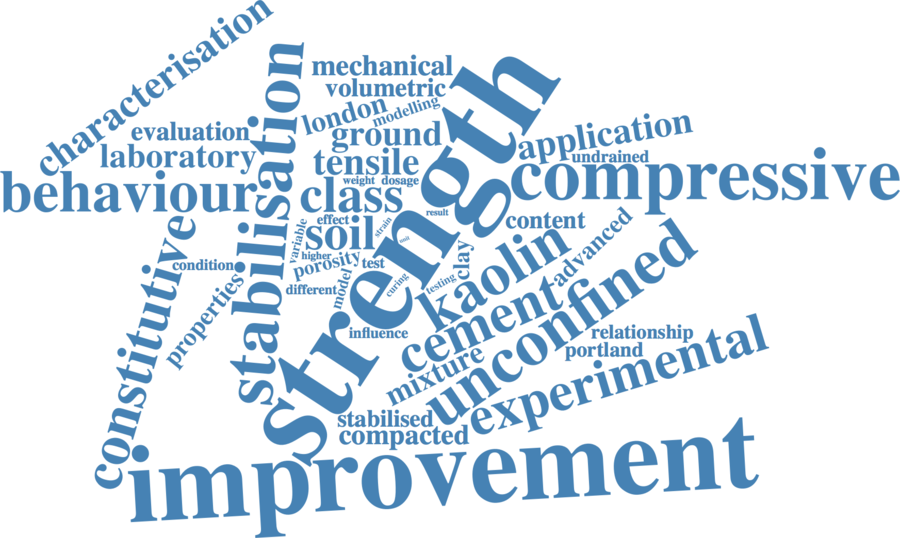 characterisation
mechanical
volumetric
london
modelling
evaluation
laboratory
stabilisation
strength
ground
tensile
application
undrained
weight
dosage
behaviour
class
compressive
effect
result
content
variable
soil
strain
higher
porosity
test
clay
kaolin
advanced
constitutive
condition
properties
different
model
curing
testing
cement
unconfined
influence
relationship
portland
mixture
experimental
stabilised
compacted
improvement